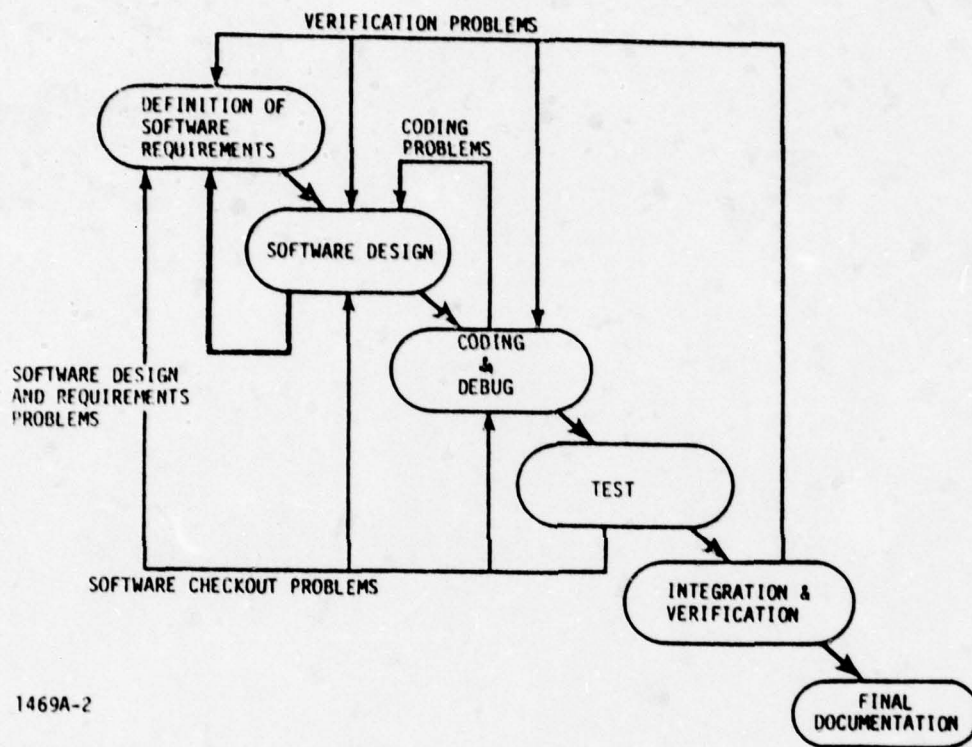 VERIFICATION PROBLEMS
DEFINITION OF
SOFTWARE
REQUIREMENTS
CODING
PROBLEMS
SOFTWARE DESIGN
CODING
&
DEBUG
SOFTWARE DESIGN
AND REQUIREMENTS
PROBLEMS
TEST
SOFTWARE CHECKOUT PROBLEMS
INTEGRATION &
VERIFICATION
1469A-2
FINAL
DOCUMENTATION